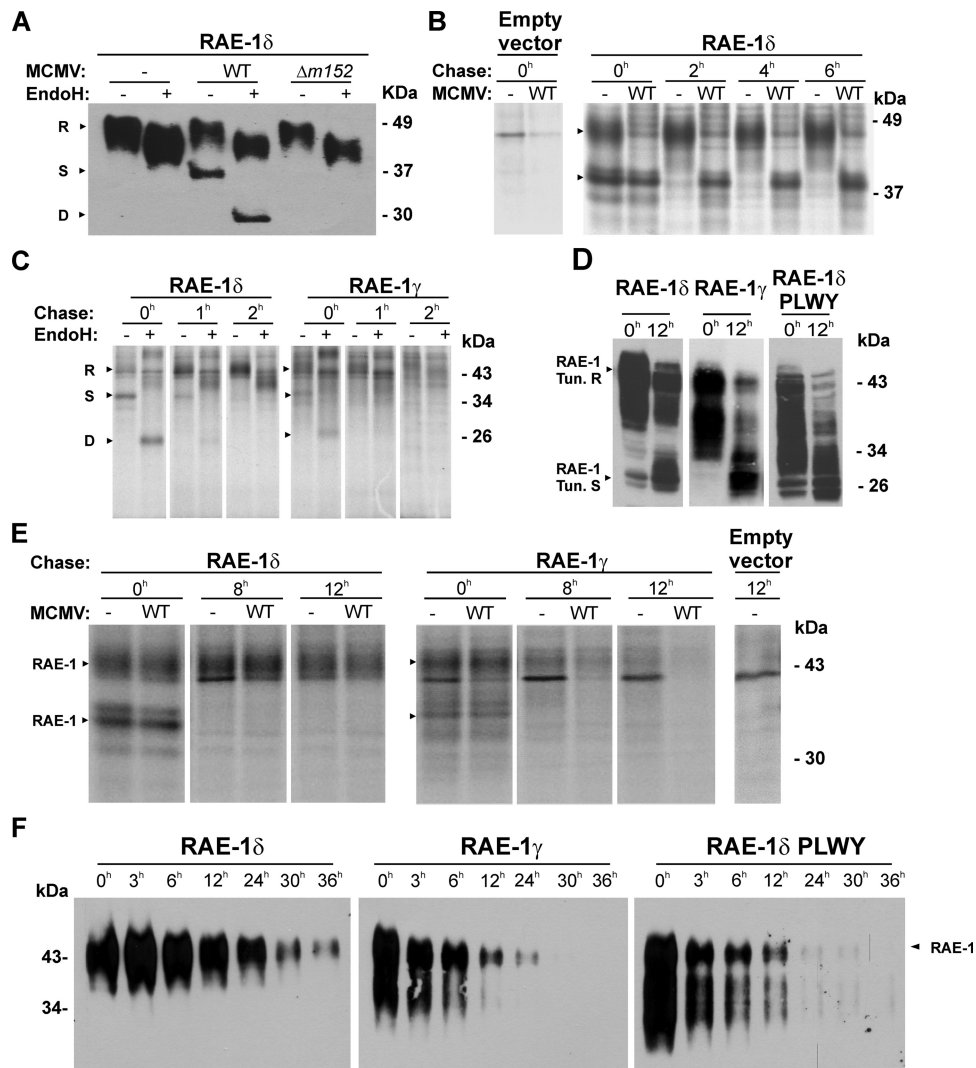 A
RAE-1δ
MCMV: - WT Δm152
EndoH: - + - + - + KDa
R - 49
S - 37
D - 30
B
Empty vector RAE-1δ
Chase: 0h 0h 2h 4h 6h
MCMV: - WT - WT - WT - WT - WT kDa
- 49
- 37
C
RAE-1δ RAE-1γ
Chase: 0h 1h 2h 0h 1h 2h
EndoH: - + - + - + - + - + - + kDa
R - 43
S - 34
D - 26
D
RAE-1δ RAE-1γ RAE-1δ PLWY
0h 12h 0h 12h 0h 12h kDa
RAE-1 Tun. R - 43
- 34
RAE-1 Tun. S - 26
E
RAE-1δ RAE-1γ Empty vector
Chase: 0h 8h 12h 0h 8h 12h 12h
MCMV: - WT - WT - WT - WT - WT - WT -
kDa
RAE-1 - 43
RAE-1
- 30
F
RAE-1δ RAE-1γ RAE-1δ PLWY
0h 3h 6h 12h 24h 30h 36h 0h 3h 6h 12h 24h 30h 36h 0h 3h 6h 12h 24h 30h 36h
kDa
43- RAE-1
34-